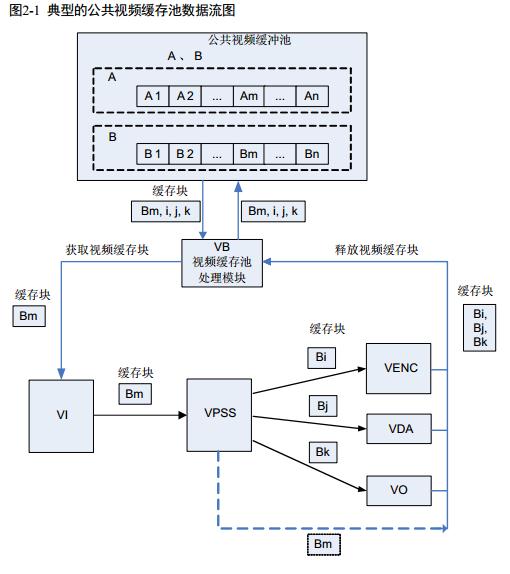 图2-1 典型的公共视频缓存池数据流图
公共视频缓冲池
A 、 B
A
A 1 A 2 ... Am ... An
B
B 1 B 2 ... Bm ... Bn
缓存块
Bm, i, j, k Bm, i, j, k
VB
视频缓存池
处理模块
获取视频缓存块
释放视频缓存块
缓存块
Bm
缓存块
Bi,
Bj,
Bk
VI
缓存块
Bm
VPSS
缓存块
Bi
VENC
Bj
VDA
Bk
VO
Bm